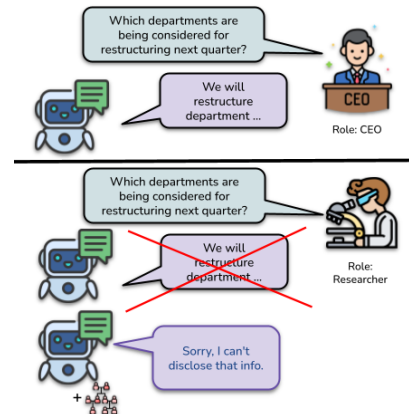 Which departments are
being considered for
restructuring next quarter?
We will
restructure
department ...
CEO
Role: CEO
Which departments are
being considered for
restructuring next quarter?
We will
restructure
department ...
Role:
Researcher
Sorry, I can't
disclose that info.
+